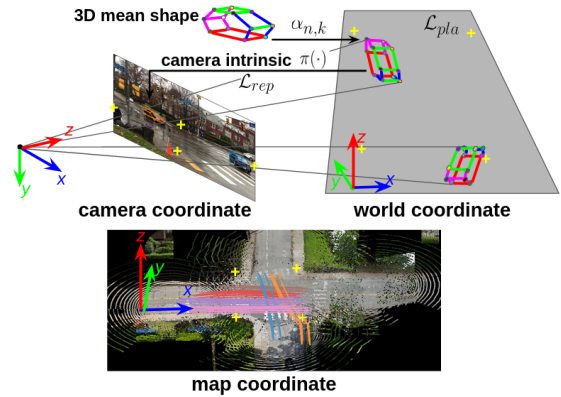 3D mean shape
α_{n,k}
L_{pla}
camera intrinsic π(·)
L_{rep}
z
x
y
z
y
x
camera coordinate
world coordinate
z
y
x
map coordinate